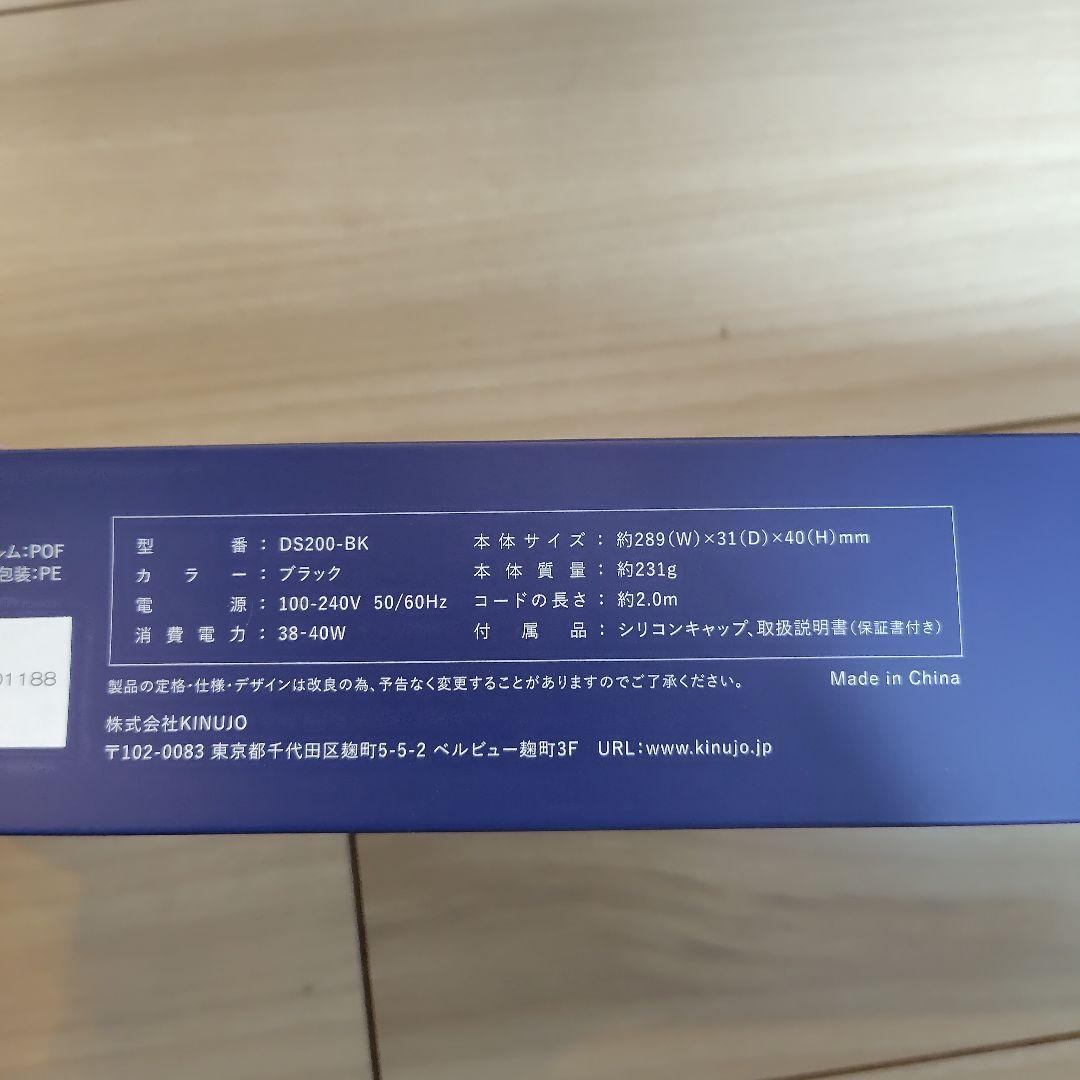 ルム:POF
包装:PE
01188
型番：DS200-BK
カラー：ブラック
電源：100-240V 50/60Hz
消費電力：38-40W
本体サイズ：約289(W)×31(D)×40(H)mm
本体質量：約231g
コードの長さ：約2.0m
付属品：シリコンキャップ、取扱説明書(保証書付き)
製品の定格・仕様・デザインは改良の為、予告なく変更することがありますのでご了承ください。
Made in China
株式会社KINUJO
〒102-0083 東京都千代田区麹町5-5-2 ベルビュー麹町3F URL:www.kinujo.jp